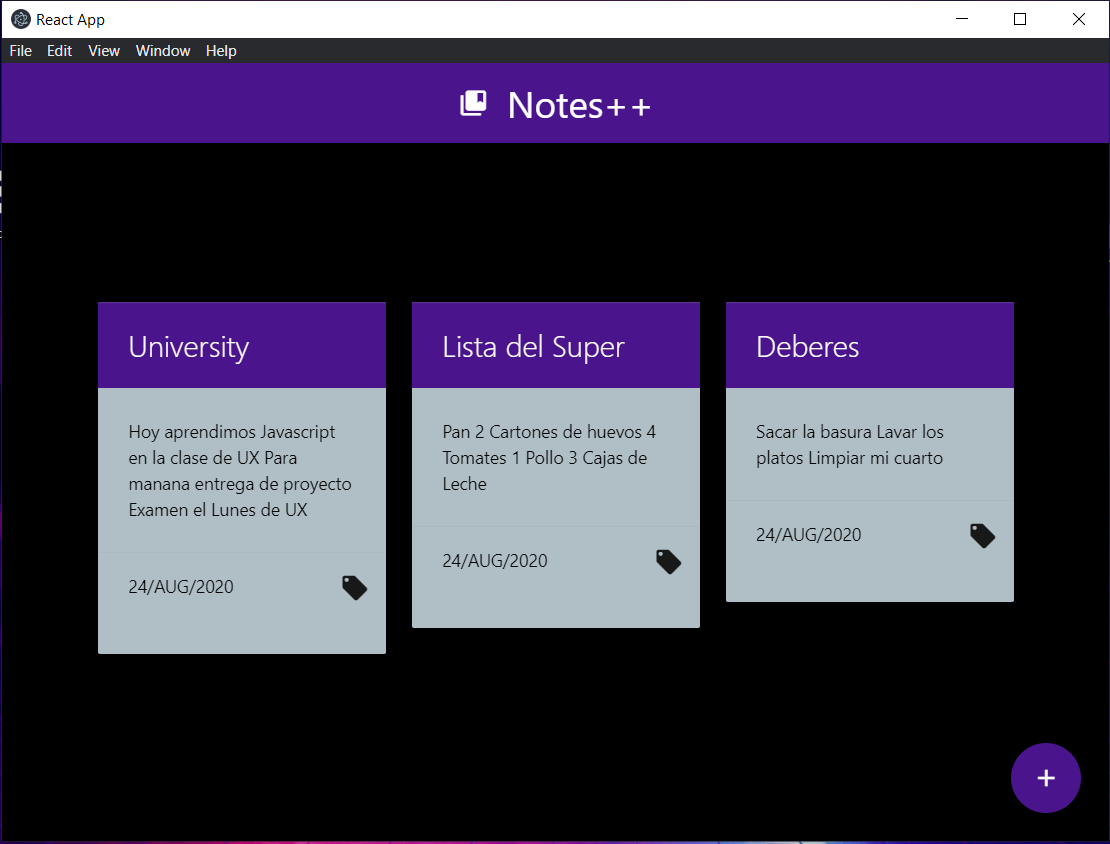 React App
File Edit View Window Help
Notes++
University
Hoy aprendimos Javascript
en la clase de UX Para
manana entrega de proyecto
Examen el Lunes de UX
24/AUG/2020
Lista del Super
Pan 2 Cartones de huevos 4
Tomates 1 Pollo 3 Cajas de
Leche
24/AUG/2020
Deberes
Sacar la basura Lavar los
platos Limpiar mi cuarto
24/AUG/2020
+